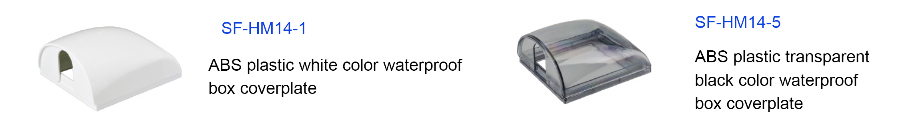 SF-HM14-1
ABS plastic white color waterproof
box coverplate
SF-HM14-5
ABS plastic transparent
black color waterproof
box coverplate